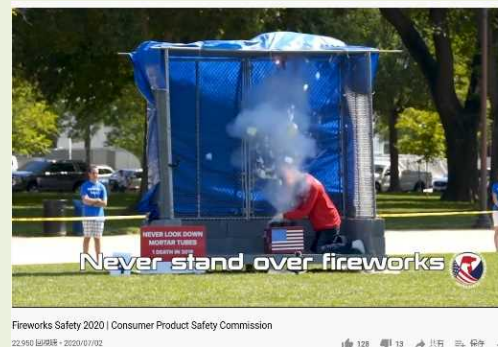 NEVER LOOK DOWN
MORTAR TUBES
1 DEATH IN 2019
Never stand over fireworks
Fireworks Safety 2020 | Consumer Product Safety Commission
22,950 回視聴・2020/07/02
128
13
共有
保存